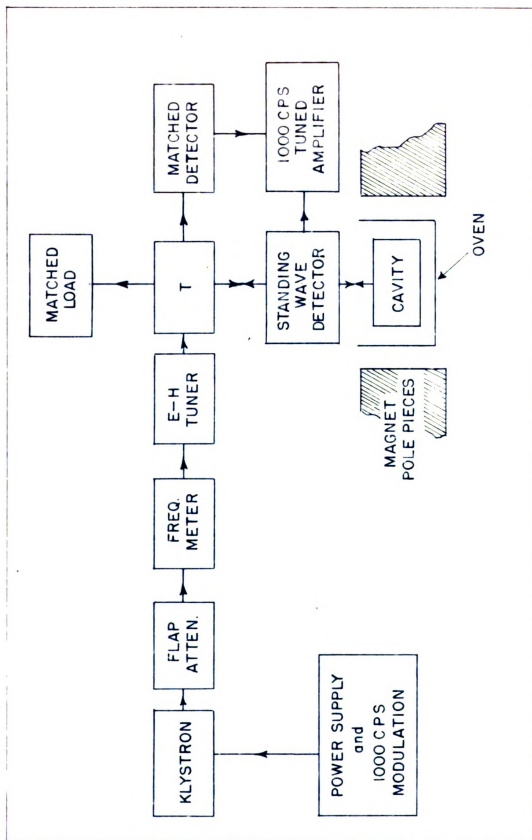 MATCHED
LOAD
KLYSTRON
FLAP
ATTEN.
FREQ.
METER
E-H
TUNER
T
MATCHED
DETECTOR
POWER SUPPLY
and
1000 CPS
MODULATION
STANDING
WAVE
DETECTOR
1000 CPS
TUNED
AMPLIFIER
CAVITY
MAGNET
POLE PIECES
OVEN